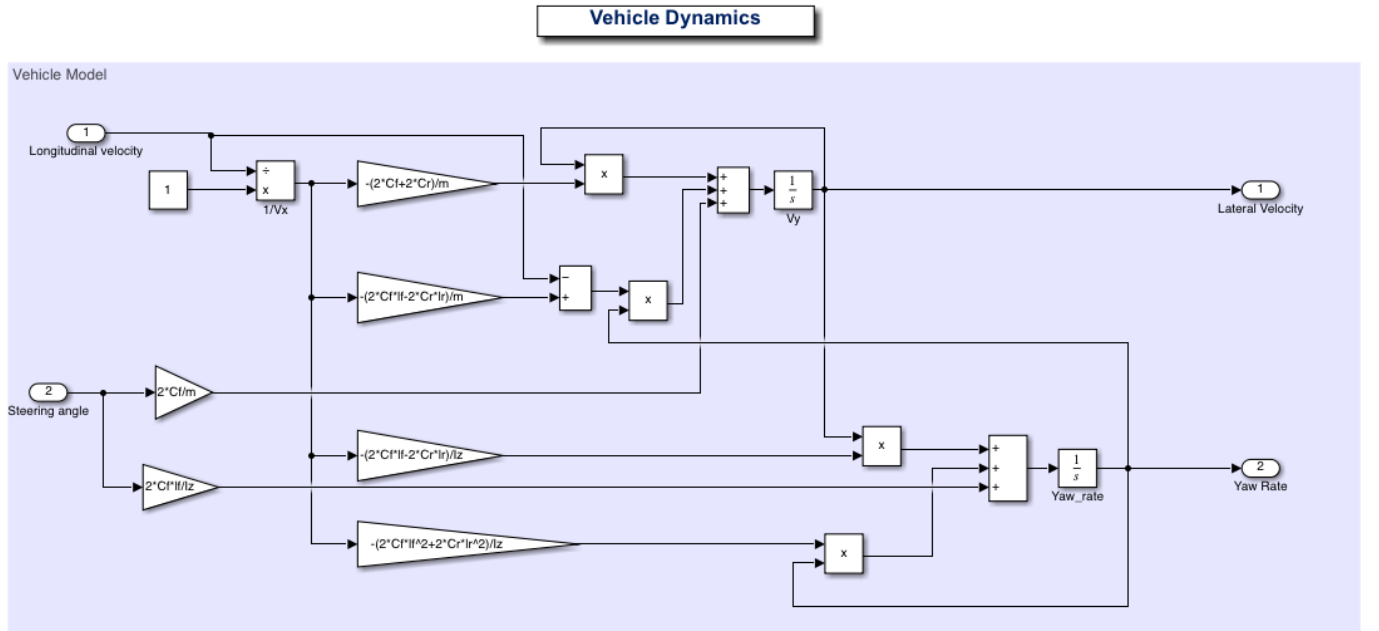 Vehicle Dynamics
Vehicle Model
1
Longitudinal velocity
1
÷
x
1/Vx
-(2*Cf+2*Cr)/m
x
+
+
+
1
s
Vy
1
Lateral Velocity
-(2*Cf*lf-2*Cr*lr)/m
−
+
x
2
Steering angle
2*Cf/m
-(2*Cf*lf-2*Cr*lr)/Iz
x
+
+
+
1
s
Yaw_rate
2
Yaw Rate
2*Cf*lf/Iz
-(2*Cf*lf^2+2*Cr*lr^2)/Iz
x